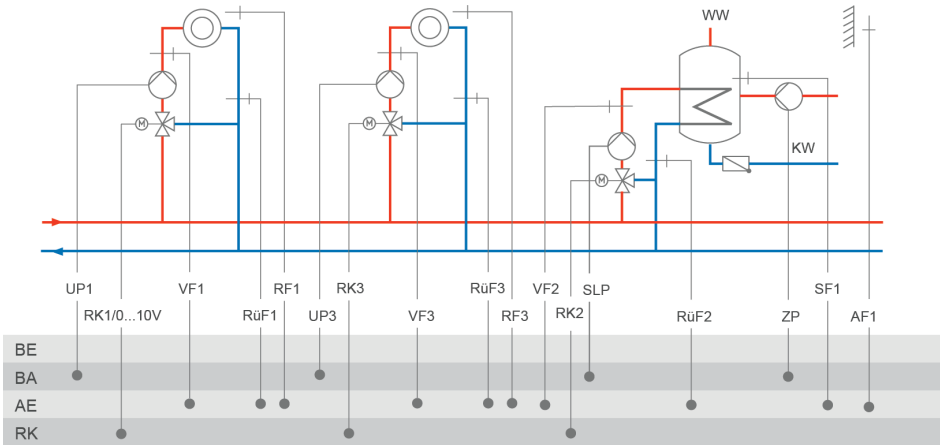 WW
M
M
KW
M
UP1
VF1
RF1
RK3
RüF3
VF2
SLP
SF1
RK1/0...10V
RüF1
UP3
VF3
RF3
RK2
RüF2
ZP
AF1
BE
BA
AE
RK